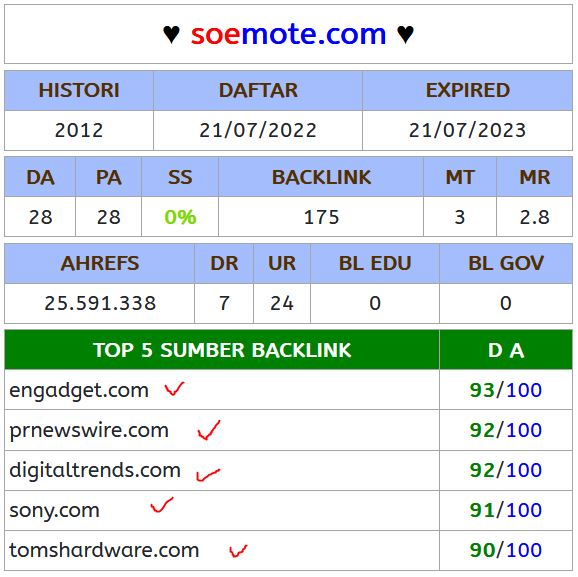 ♥ soemote.com ♥
HISTORI DAFTAR EXPIRED
2012 21/07/2022 21/07/2023
DA PA SS BACKLINK MT MR
28 28 0% 175 3 2.8
AHREFS DR UR BL EDU BL GOV
25.591.338 7 24 0 0
TOP 5 SUMBER BACKLINK D A
engadget.com 93/100
prnewswire.com 92/100
digitaltrends.com 92/100
sony.com 91/100
tomshardware.com 90/100